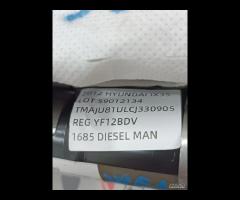 2012 HYUNDAI IX35
LOT 59012134
TMAJU81ULCJ330905
REG YF12BDV
1685 DIESEL MAN